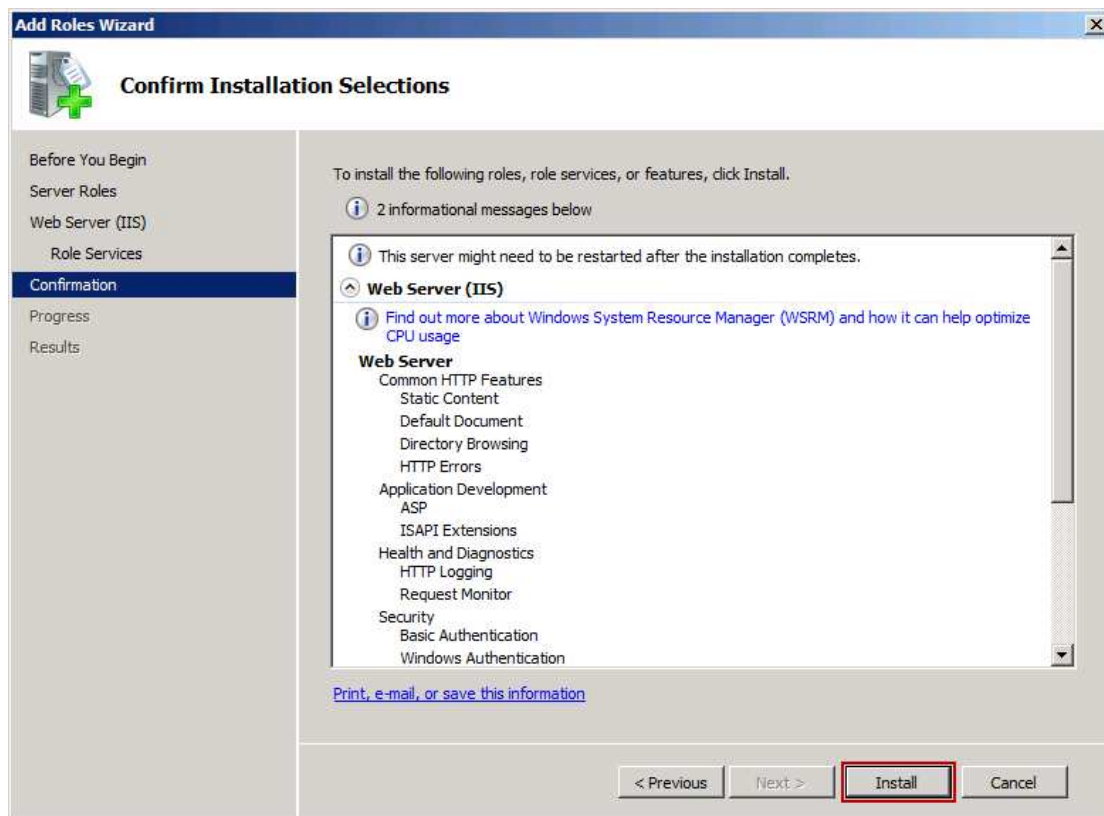 Add Roles Wizard
Confirm Installation Selections
Before You Begin
Server Roles
Web Server (IIS)
Role Services
Confirmation
Progress
Results
To install the following roles, role services, or features, click Install.
2 informational messages below
This server might need to be restarted after the installation completes.
Web Server (IIS)
Find out more about Windows System Resource Manager (WSRM) and how it can help optimize
CPU usage
Web Server
Common HTTP Features
Static Content
Default Document
Directory Browsing
HTTP Errors
Application Development
ASP
ISAPI Extensions
Health and Diagnostics
HTTP Logging
Request Monitor
Security
Basic Authentication
Windows Authentication
Print, e-mail, or save this information
< Previous Next > Install Cancel